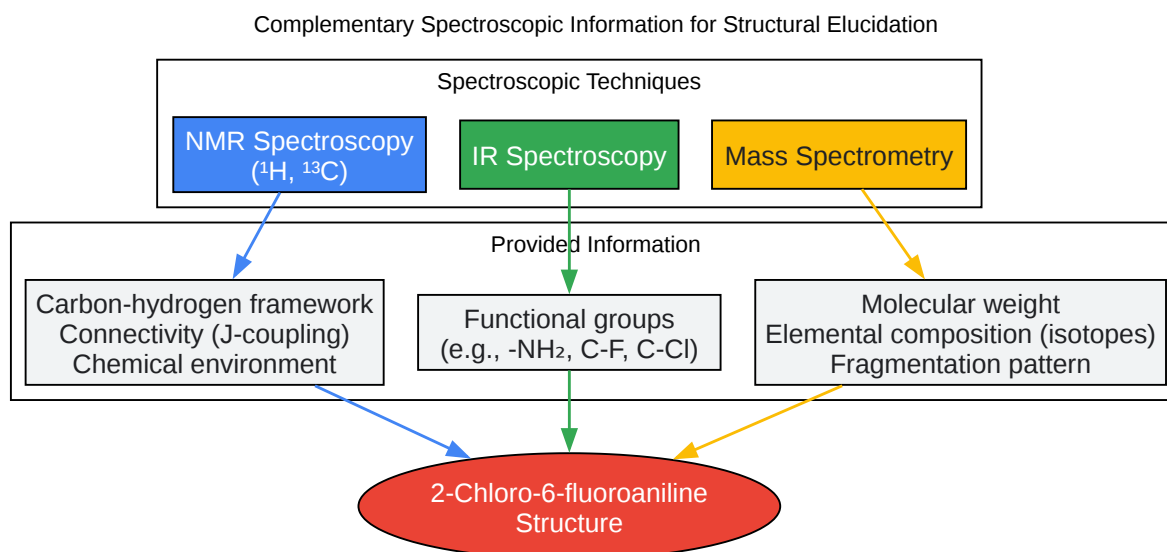 Complementary Spectroscopic Information for Structural Elucidation
Spectroscopic Techniques
NMR Spectroscopy
(¹H, ¹³C)
IR Spectroscopy
Mass Spectrometry
Provided Information
Carbon-hydrogen framework
Connectivity (J-coupling)
Chemical environment
Functional groups
(e.g., -NH₂, C-F, C-Cl)
Molecular weight
Elemental composition (isotopes)
Fragmentation pattern
2-Chloro-6-fluoroaniline
Structure